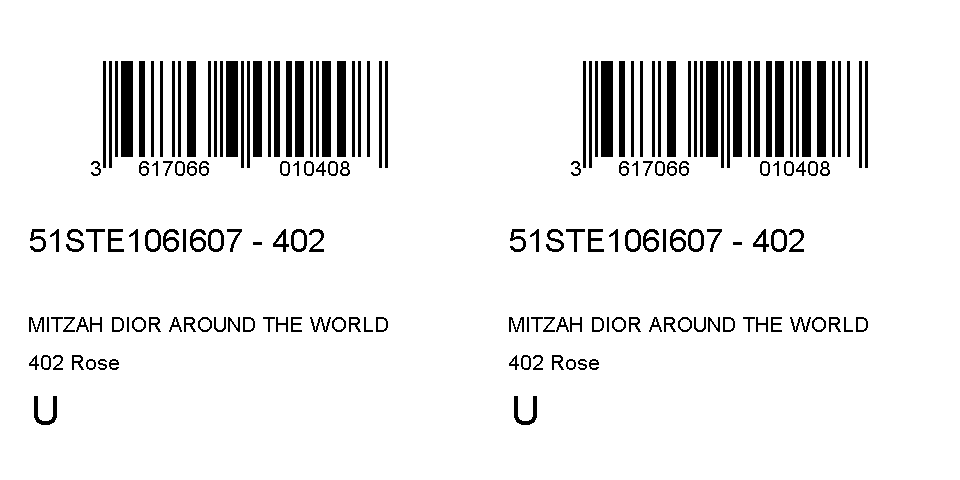 3 617066 010408
51STE106I607 - 402
MITZAH DIOR AROUND THE WORLD
402 Rose
U
3 617066 010408
51STE106I607 - 402
MITZAH DIOR AROUND THE WORLD
402 Rose
U